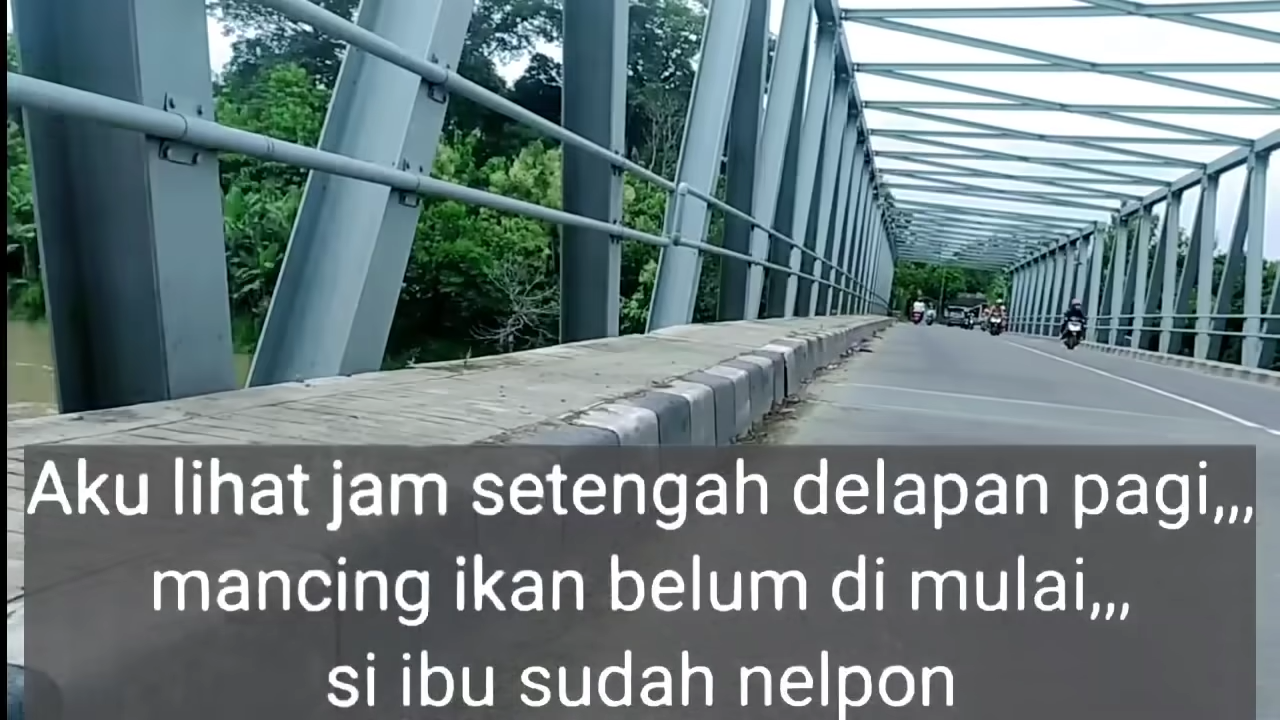 Aku lihat jam setengah delapan pagi,,,
mancing ikan belum di mulai,,,
si ibu sudah nelpon